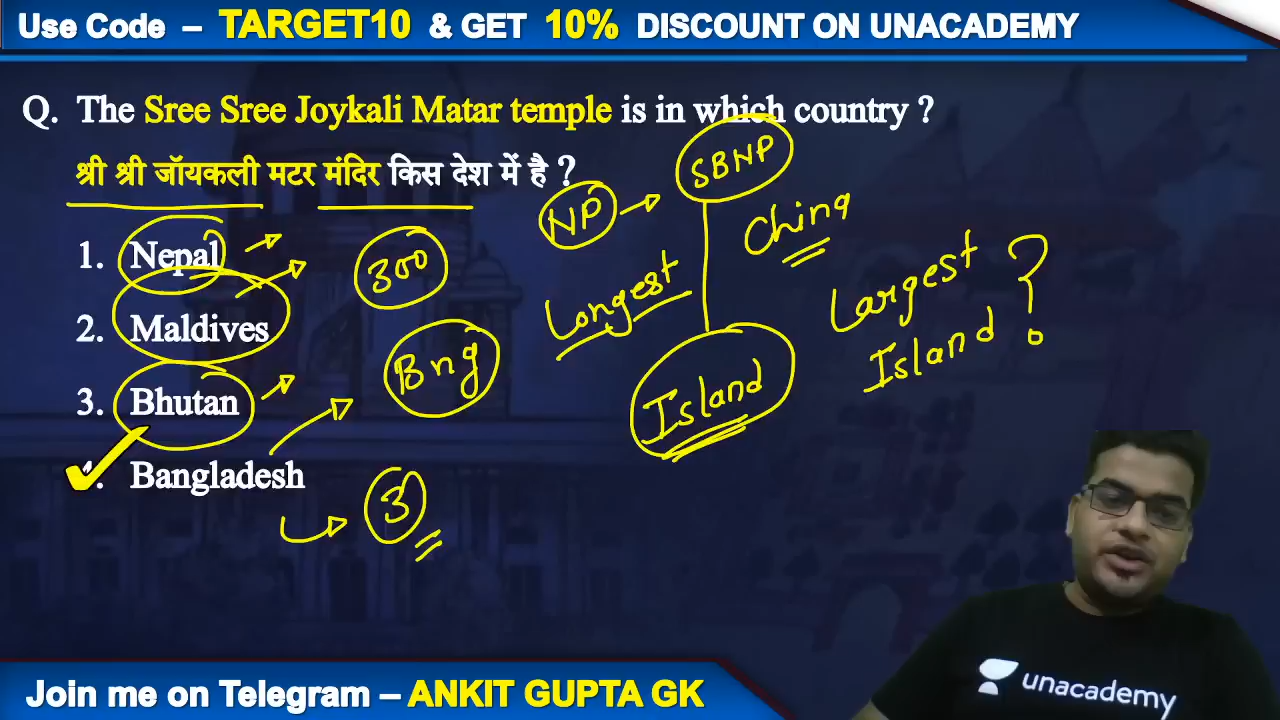 Use Code – TARGET10 & GET 10% DISCOUNT ON UNACADEMY
Q. The Sree Sree Joykali Matar temple is in which country ?
श्री श्री जॉयकली मटर मंदिर किस देश में है ?
1. Nepal
2. Maldives
3. Bhutan
4. Bangladesh
300
Bng
3
NP
SBNP
China
Longest
Island
Largest
Island ?
unacademy
Join me on Telegram – ANKIT GUPTA GK